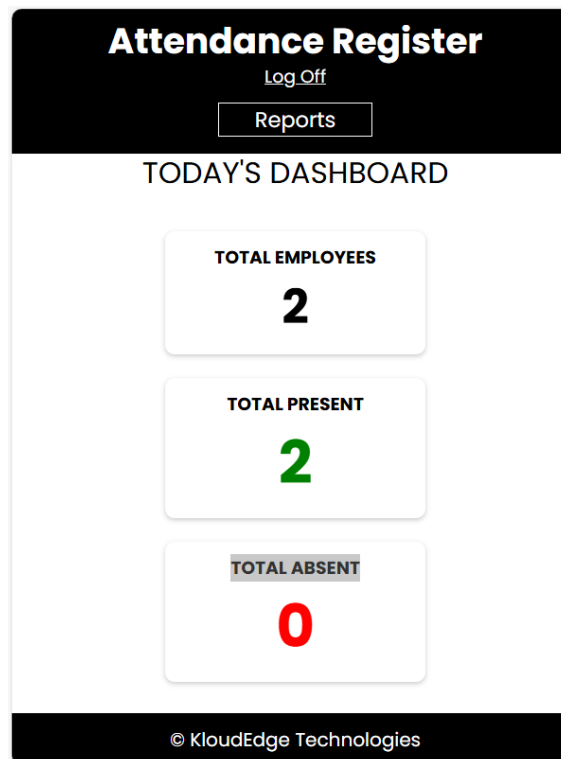 Attendance Register
Log Off
Reports
TODAY'S DASHBOARD
TOTAL EMPLOYEES
2
TOTAL PRESENT
2
TOTAL ABSENT
0
© KloudEdge Technologies